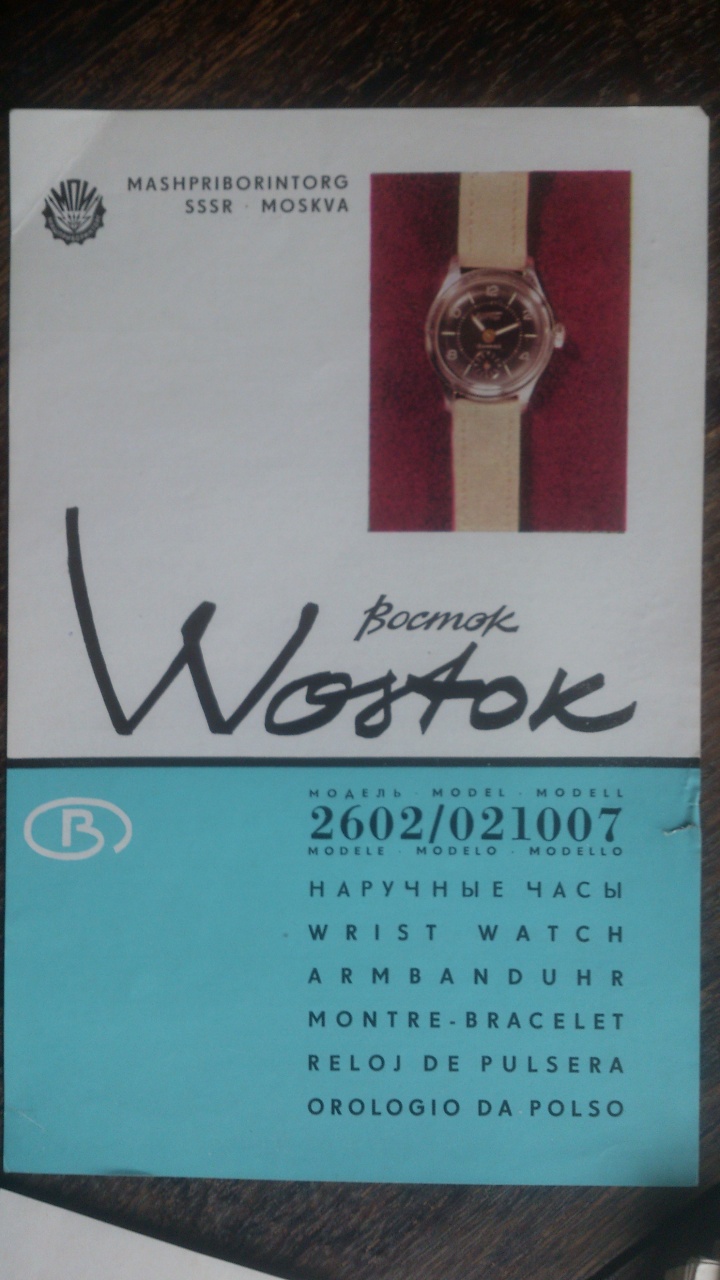 МПИ
MASHPRIBORINTORG
SSSR · MOSKVA
Восток
Wostok
В
МОДЕЛЬ · MODEL · MODELL
2602/021007
MODELE · MODELO · MODELLO
НАРУЧНЫЕ ЧАСЫ
WRIST WATCH
ARMBANDUHR
MONTRE-BRACELET
RELOJ DE PULSERA
OROLOGIO DA POLSO